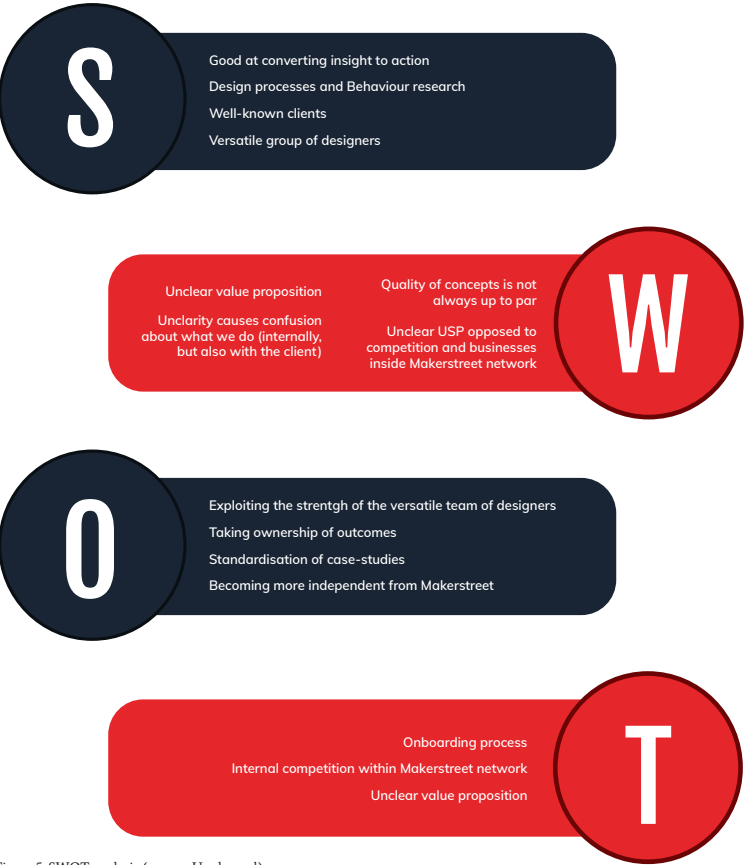 S
Good at converting insight to action
Design processes and Behaviour research
Well-known clients
Versatile group of designers
Unclear value proposition
Unclarity causes confusion
about what we do (internally,
but also with the client)
Quality of concepts is not
always up to par
Unclear USP opposed to
competition and businesses
inside Makerstreet network
W
O
Exploiting the strentgh of the versatile team of designers
Taking ownership of outcomes
Standardisation of case-studies
Becoming more independent from Makerstreet
Onboarding process
Internal competition within Makerstreet network
Unclear value proposition
T